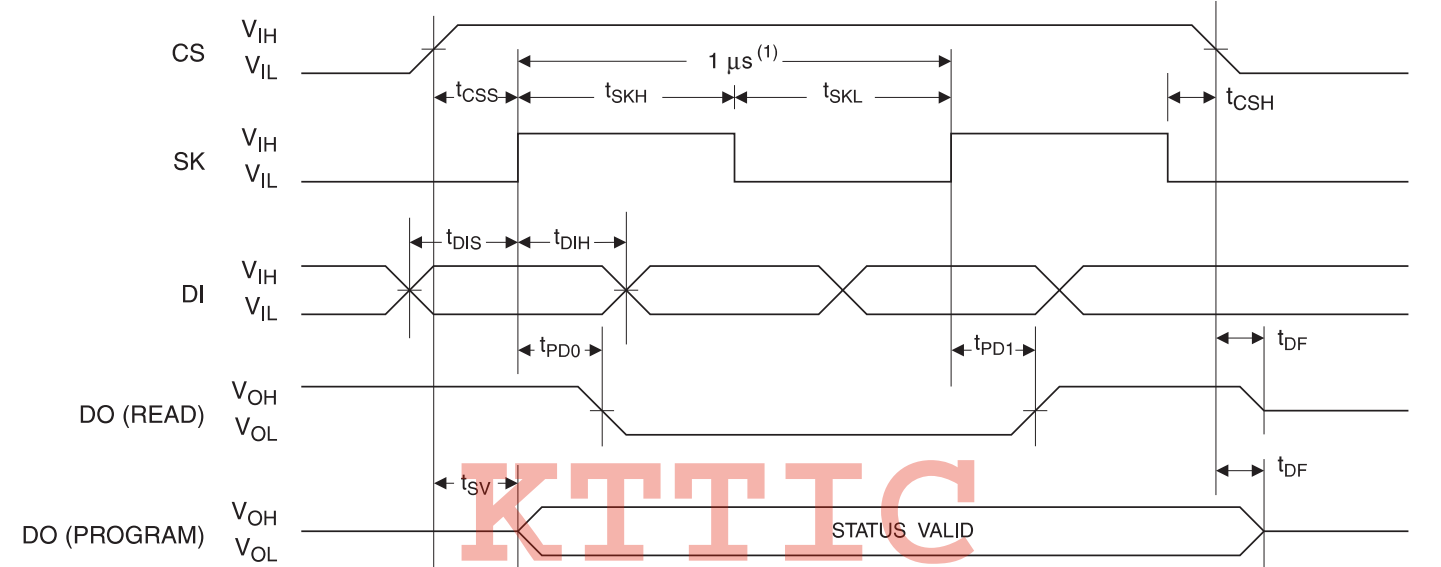 CS
V_IH
V_IL
1 μs (1)
t_CSS
t_SKH
t_SKL
t_CSH
SK
V_IH
V_IL
t_DIS
t_DIH
DI
V_IH
V_IL
t_PD0
t_PD1
t_DF
DO (READ)
V_OH
V_OL
t_SV
t_DF
DO (PROGRAM)
V_OH
V_OL
STATUS VALID
KTTIC